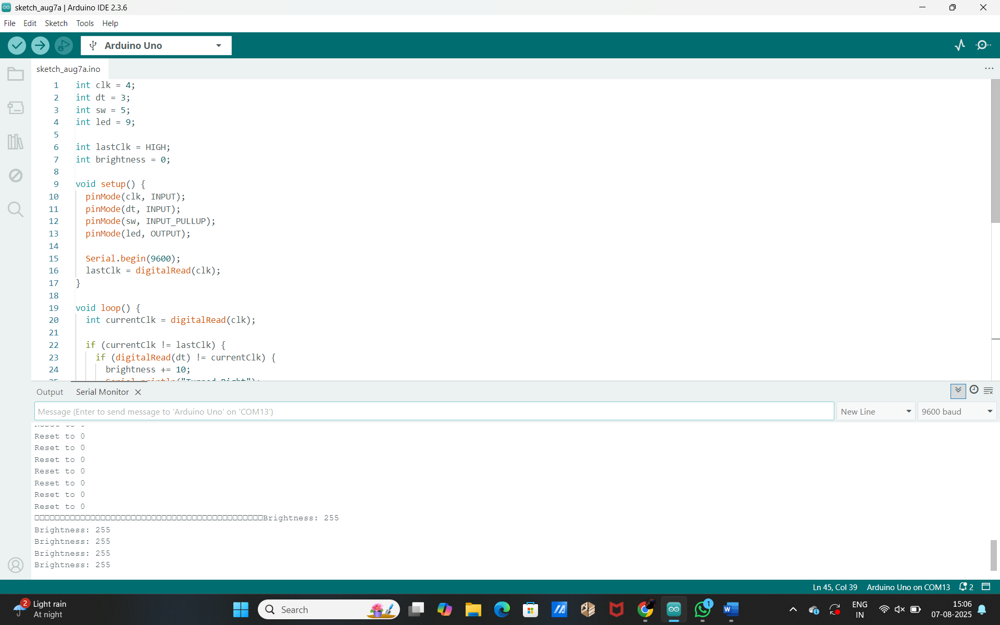 sketch_aug7a | Arduino IDE 2.3.6
File Edit Sketch Tools Help
Arduino Uno
sketch_aug7a.ino
1 int clk = 4;
2 int dt = 3;
3 int sw = 5;
4 int led = 9;
5
6 int lastClk = HIGH;
7 int brightness = 0;
8
9 void setup() {
10 pinMode(clk, INPUT);
11 pinMode(dt, INPUT);
12 pinMode(sw, INPUT_PULLUP);
13 pinMode(led, OUTPUT);
14
15 Serial.begin(9600);
16 lastClk = digitalRead(clk);
17 }
18
19 void loop() {
20 int currentClk = digitalRead(clk);
21
22 if (currentClk != lastClk) {
23 if (digitalRead(dt) != currentClk) {
24 brightness += 10;
25 Serial.println("Turned Right");
Output Serial Monitor
Message (Enter to send message to 'Arduino Uno' on 'COM13')
New Line
9600 baud
Reset to 0
Reset to 0
Reset to 0
Reset to 0
Reset to 0
Reset to 0
Reset to 0
Reset to 0
Brightness: 255
Brightness: 255
Brightness: 255
Brightness: 255
Brightness: 255
Ln 45, Col 39 Arduino Uno on COM13 2
2
Light rain
At night
Search
1
ENG
IN
15:06
07-08-2025